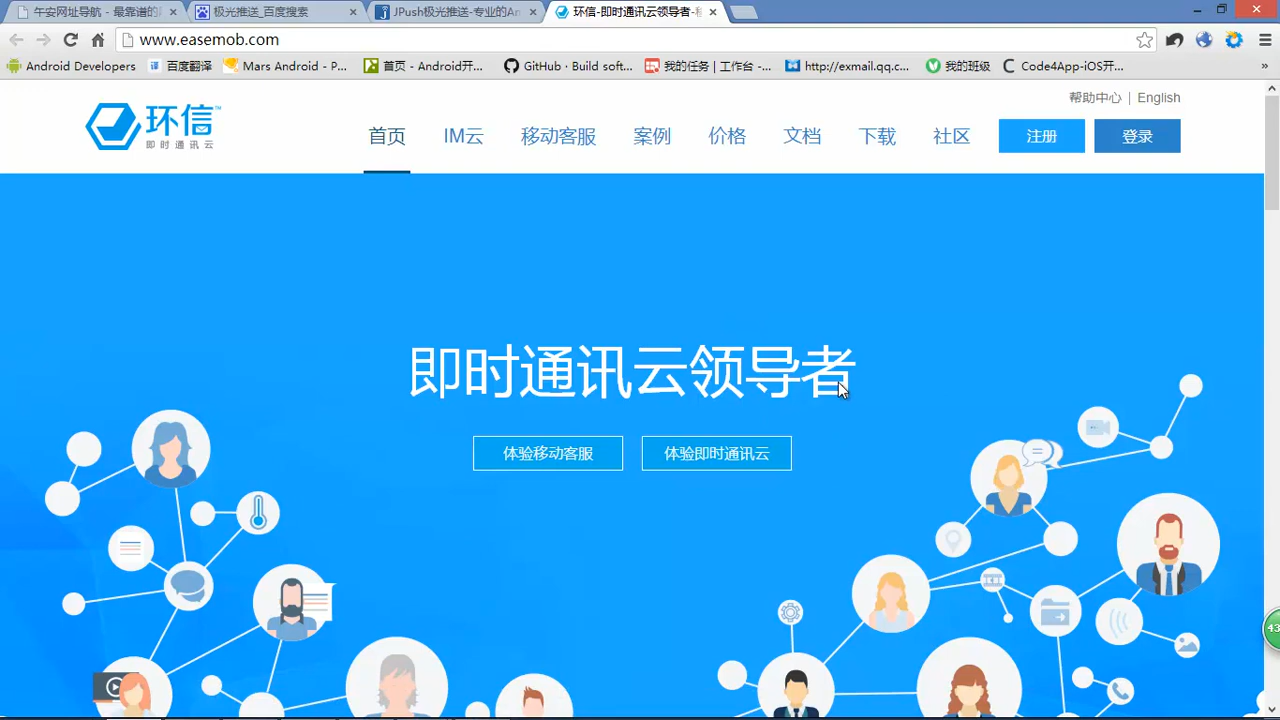 午安网址导航 - 最靠谱的
极光推送_百度搜索
JPush极光推送-专业的An
环信-即时通讯云领导者-
www.easemob.com
Android Developers
百度翻译
Mars Android - P...
首页 - Android开...
GitHub · Build soft...
我的任务 | 工作台 -...
http://exmail.qq.c...
我的班级
Code4App-iOS开...
»
帮助中心 | English
环信™
即时通讯云
首页
IM云
移动客服
案例
价格
文档
下载
社区
注册
登录
即时通讯云领导者
体验移动客服
体验即时通讯云
43